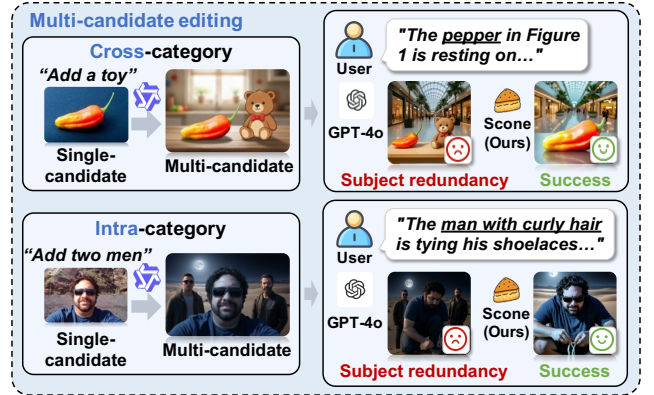 Multi-candidate editing
Cross-category
“Add a toy”
Single-
candidate
Multi-candidate
User
"The pepper in Figure
1 is resting on…"
GPT-4o
Scone
(Ours)
Subject redundancy
Success
Intra-category
“Add two men”
Single-
candidate
Multi-candidate
User
"The man with curly hair
is tying his shoelaces…"
GPT-4o
Scone
(Ours)
Subject redundancy
Success